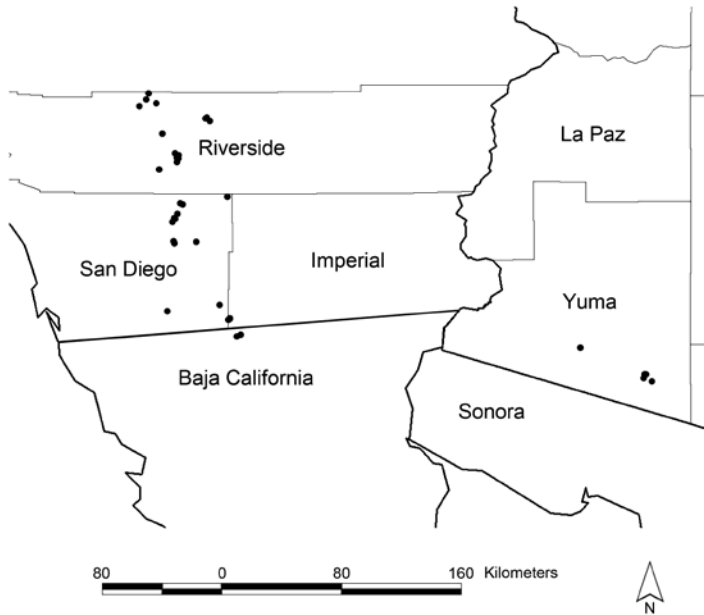 La Paz
Riverside
Imperial
San Diego
Yuma
Baja California
Sonora
80 0 80 160 Kilometers
N